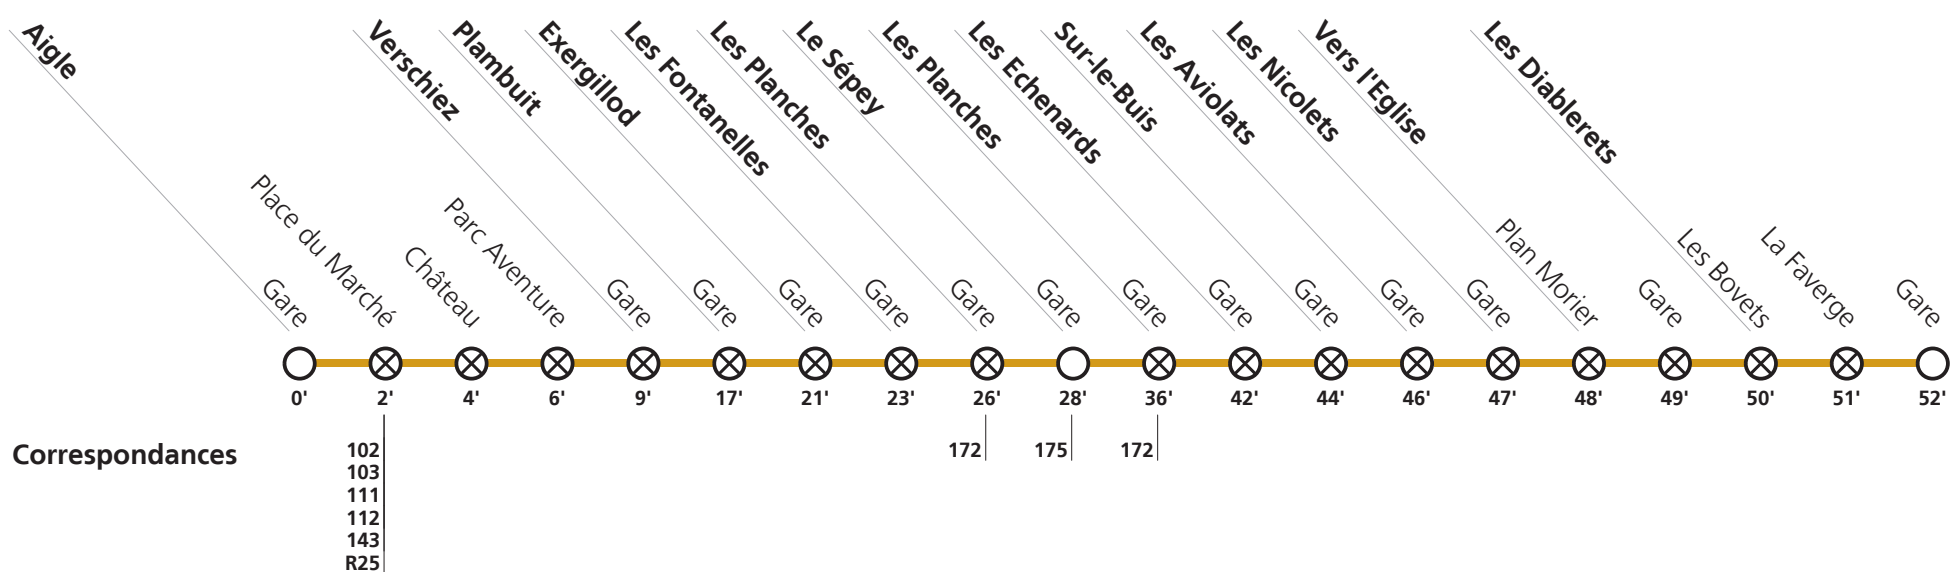 Aigle
Verschiez
Plambuit
Exergillod
Les Fontanelles
Les Planches
Le Sépey
Les Planches
Les Echenards
Sur-le-Buis
Les Aviolats
Les Nicolets
Vers l'Eglise
Les Diablerets
Gare
Place du Marché
Château
Parc Aventure
Gare
Gare
Gare
Gare
Gare
Gare
Gare
Gare
Gare
Gare
Gare
Plan Morier
Gare
Les Bovets
La Faverge
Gare
0' 2' 4' 6' 9' 17' 21' 23' 26' 28' 36' 42' 44' 46' 47' 48' 49' 50' 51' 52'
Correspondances
102
103
111
112
143
R25
172
175
172